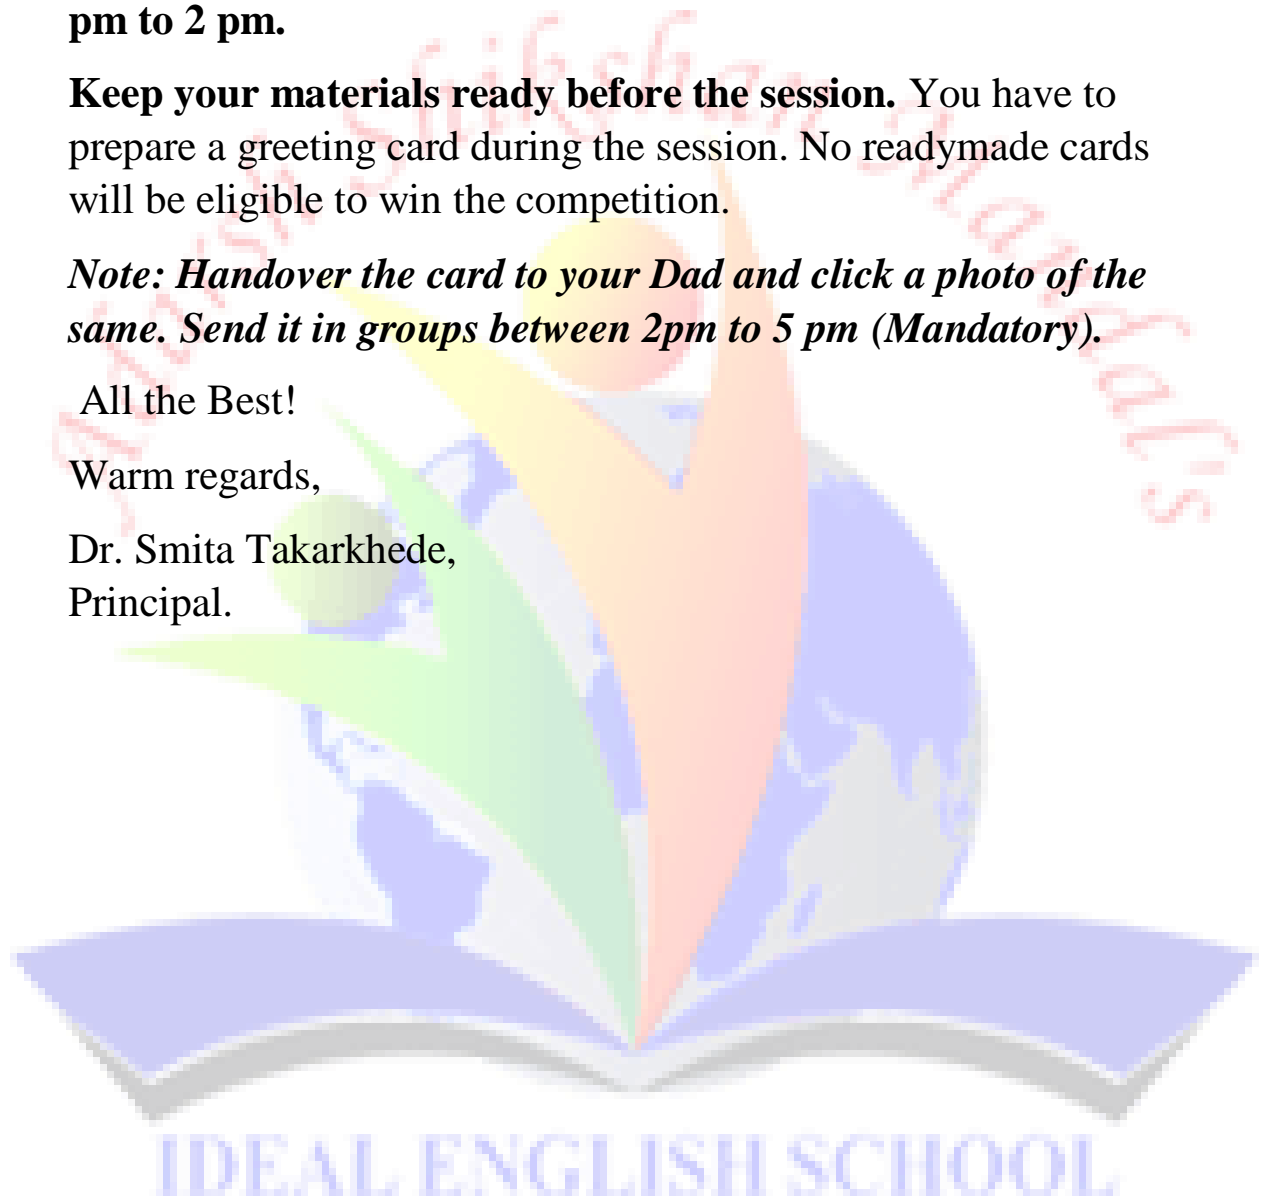 pm to 2 pm.
Keep your materials ready before the session. You have to
prepare a greeting card during the session. No readymade cards
will be eligible to win the competition.
Note: Handover the card to your Dad and click a photo of the
same. Send it in groups between 2pm to 5 pm (Mandatory).
All the Best!
Warm regards,
Dr. Smita Takarkhede,
Principal.
Adarsh Shikshan Mandal's
IDEAL ENGLISH SCHOOL